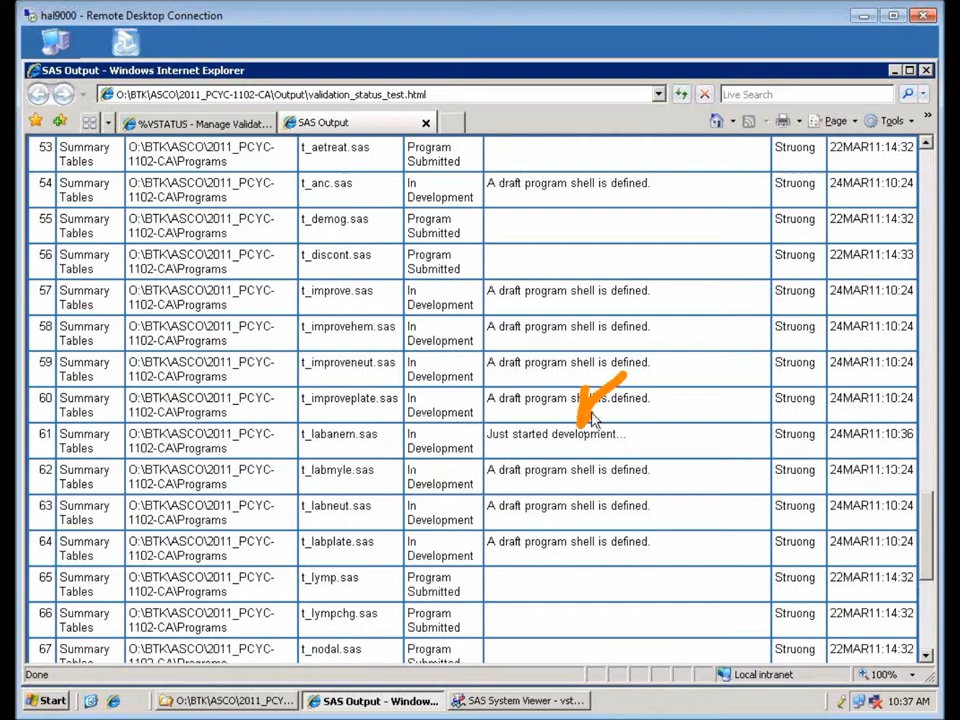 hal9000 - Remote Desktop Connection
SAS Output - Windows Internet Explorer
O:\BTK\ASCO\2011_PCYC-1102-CA\Output\validation_status_test.html
Live Search
%VSTATUS - Manage Validat...
SAS Output
Page
Tools
53 Summary Tables O:\BTK\ASCO\2011_PCYC-1102-CA\Programs t_aetreat.sas Program Submitted Struong 22MAR11:14:32
54 Summary Tables O:\BTK\ASCO\2011_PCYC-1102-CA\Programs t_anc.sas In Development A draft program shell is defined. Struong 24MAR11:10:24
55 Summary Tables O:\BTK\ASCO\2011_PCYC-1102-CA\Programs t_demog.sas Program Submitted Struong 22MAR11:14:32
56 Summary Tables O:\BTK\ASCO\2011_PCYC-1102-CA\Programs t_discont.sas Program Submitted Struong 22MAR11:14:33
57 Summary Tables O:\BTK\ASCO\2011_PCYC-1102-CA\Programs t_improve.sas In Development A draft program shell is defined. Struong 24MAR11:10:24
58 Summary Tables O:\BTK\ASCO\2011_PCYC-1102-CA\Programs t_improvehem.sas In Development A draft program shell is defined. Struong 24MAR11:10:24
59 Summary Tables O:\BTK\ASCO\2011_PCYC-1102-CA\Programs t_improveneut.sas In Development A draft program shell is defined. Struong 24MAR11:10:24
60 Summary Tables O:\BTK\ASCO\2011_PCYC-1102-CA\Programs t_improveplate.sas In Development A draft program shell is defined. Struong 24MAR11:10:24
61 Summary Tables O:\BTK\ASCO\2011_PCYC-1102-CA\Programs t_labanem.sas In Development Just started development... Struong 24MAR11:10:36
62 Summary Tables O:\BTK\ASCO\2011_PCYC-1102-CA\Programs t_labmyle.sas In Development A draft program shell is defined. Struong 24MAR11:10:24
63 Summary Tables O:\BTK\ASCO\2011_PCYC-1102-CA\Programs t_labneut.sas In Development A draft program shell is defined. Struong 24MAR11:10:24
64 Summary Tables O:\BTK\ASCO\2011_PCYC-1102-CA\Programs t_labplate.sas In Development A draft program shell is defined. Struong 24MAR11:10:24
65 Summary Tables O:\BTK\ASCO\2011_PCYC-1102-CA\Programs t_lymp.sas Program Submitted Struong 22MAR11:14:32
66 Summary Tables O:\BTK\ASCO\2011_PCYC-1102-CA\Programs t_lympchg.sas Program Submitted Struong 22MAR11:14:32
67 Summary O:\BTK\ASCO\2011_PCYC- t_nodal.sas Program Struong 22MAR11:14:32
Done
Local intranet
100%
Start
O:\BTK\ASCO\2011_PCY...
SAS Output - Window...
SAS System Viewer - vst...
10:37 AM